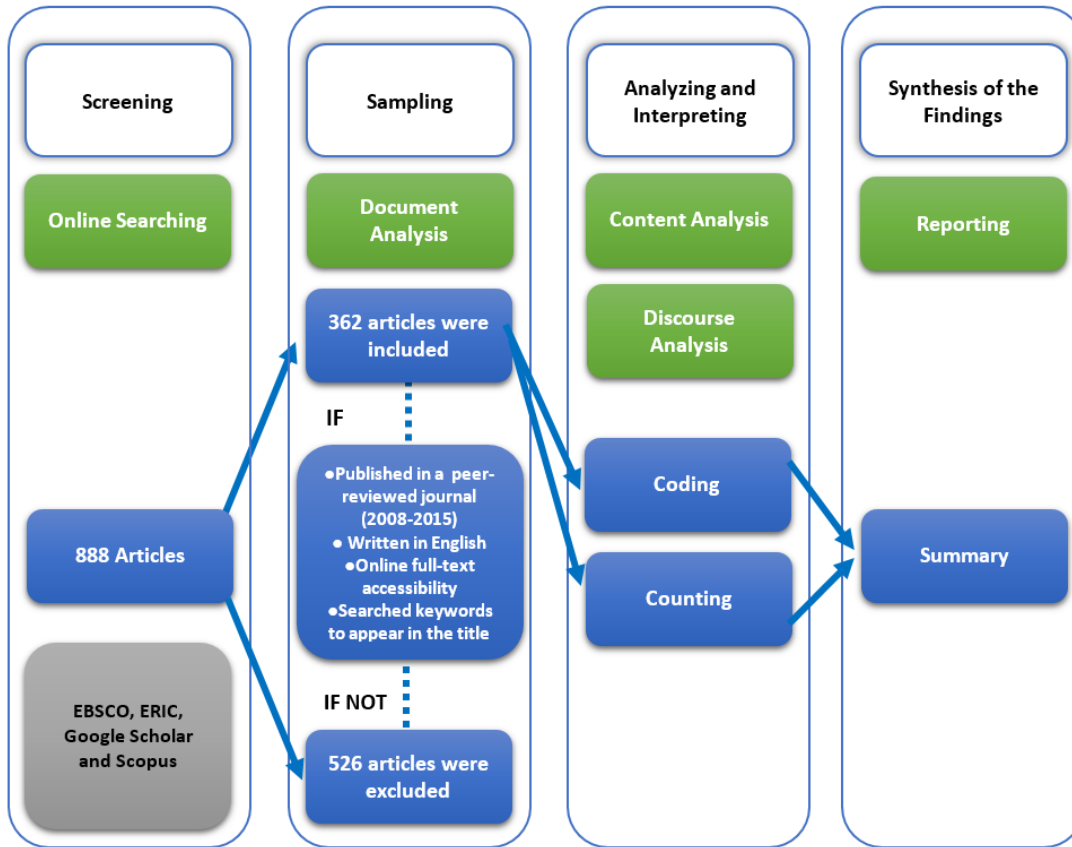 Screening
Online Searching
888 Articles
EBSCO, ERIC,
Google Scholar
and Scopus
Sampling
Document
Analysis
362 articles were
included
IF
●Published in a peer-
reviewed journal
(2008-2015)
● Written in English
●Online full-text
accessibility
●Searched keywords
to appear in the title
IF NOT
526 articles were
excluded
Analyzing and
Interpreting
Content Analysis
Discourse
Analysis
Coding
Counting
Synthesis of the
Findings
Reporting
Summary